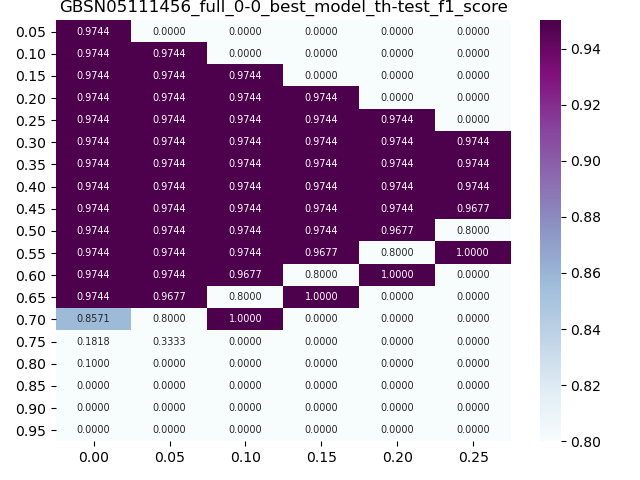 GBSN05111456_full_0-0_best_model_th-test_f1_score
0.05 0.9744 0.0000 0.0000 0.0000 0.0000 0.0000
0.10 0.9744 0.9744 0.0000 0.0000 0.0000 0.0000
0.15 0.9744 0.9744 0.9744 0.0000 0.0000 0.0000
0.20 0.9744 0.9744 0.9744 0.9744 0.0000 0.0000
0.25 0.9744 0.9744 0.9744 0.9744 0.9744 0.0000
0.30 0.9744 0.9744 0.9744 0.9744 0.9744 0.9744
0.35 0.9744 0.9744 0.9744 0.9744 0.9744 0.9744
0.40 0.9744 0.9744 0.9744 0.9744 0.9744 0.9744
0.45 0.9744 0.9744 0.9744 0.9744 0.9744 0.9677
0.50 0.9744 0.9744 0.9744 0.9744 0.9677 0.8000
0.55 0.9744 0.9744 0.9744 0.9677 0.8000 1.0000
0.60 0.9744 0.9744 0.9677 0.8000 1.0000 0.0000
0.65 0.9744 0.9677 0.8000 1.0000 0.0000 0.0000
0.70 0.8571 0.8000 1.0000 0.0000 0.0000 0.0000
0.75 0.1818 0.3333 0.0000 0.0000 0.0000 0.0000
0.80 0.1000 0.0000 0.0000 0.0000 0.0000 0.0000
0.85 0.0000 0.0000 0.0000 0.0000 0.0000 0.0000
0.90 0.0000 0.0000 0.0000 0.0000 0.0000 0.0000
0.95 0.0000 0.0000 0.0000 0.0000 0.0000 0.0000
0.00 0.05 0.10 0.15 0.20 0.25
0.94
0.92
0.90
0.88
0.86
0.84
0.82
0.80